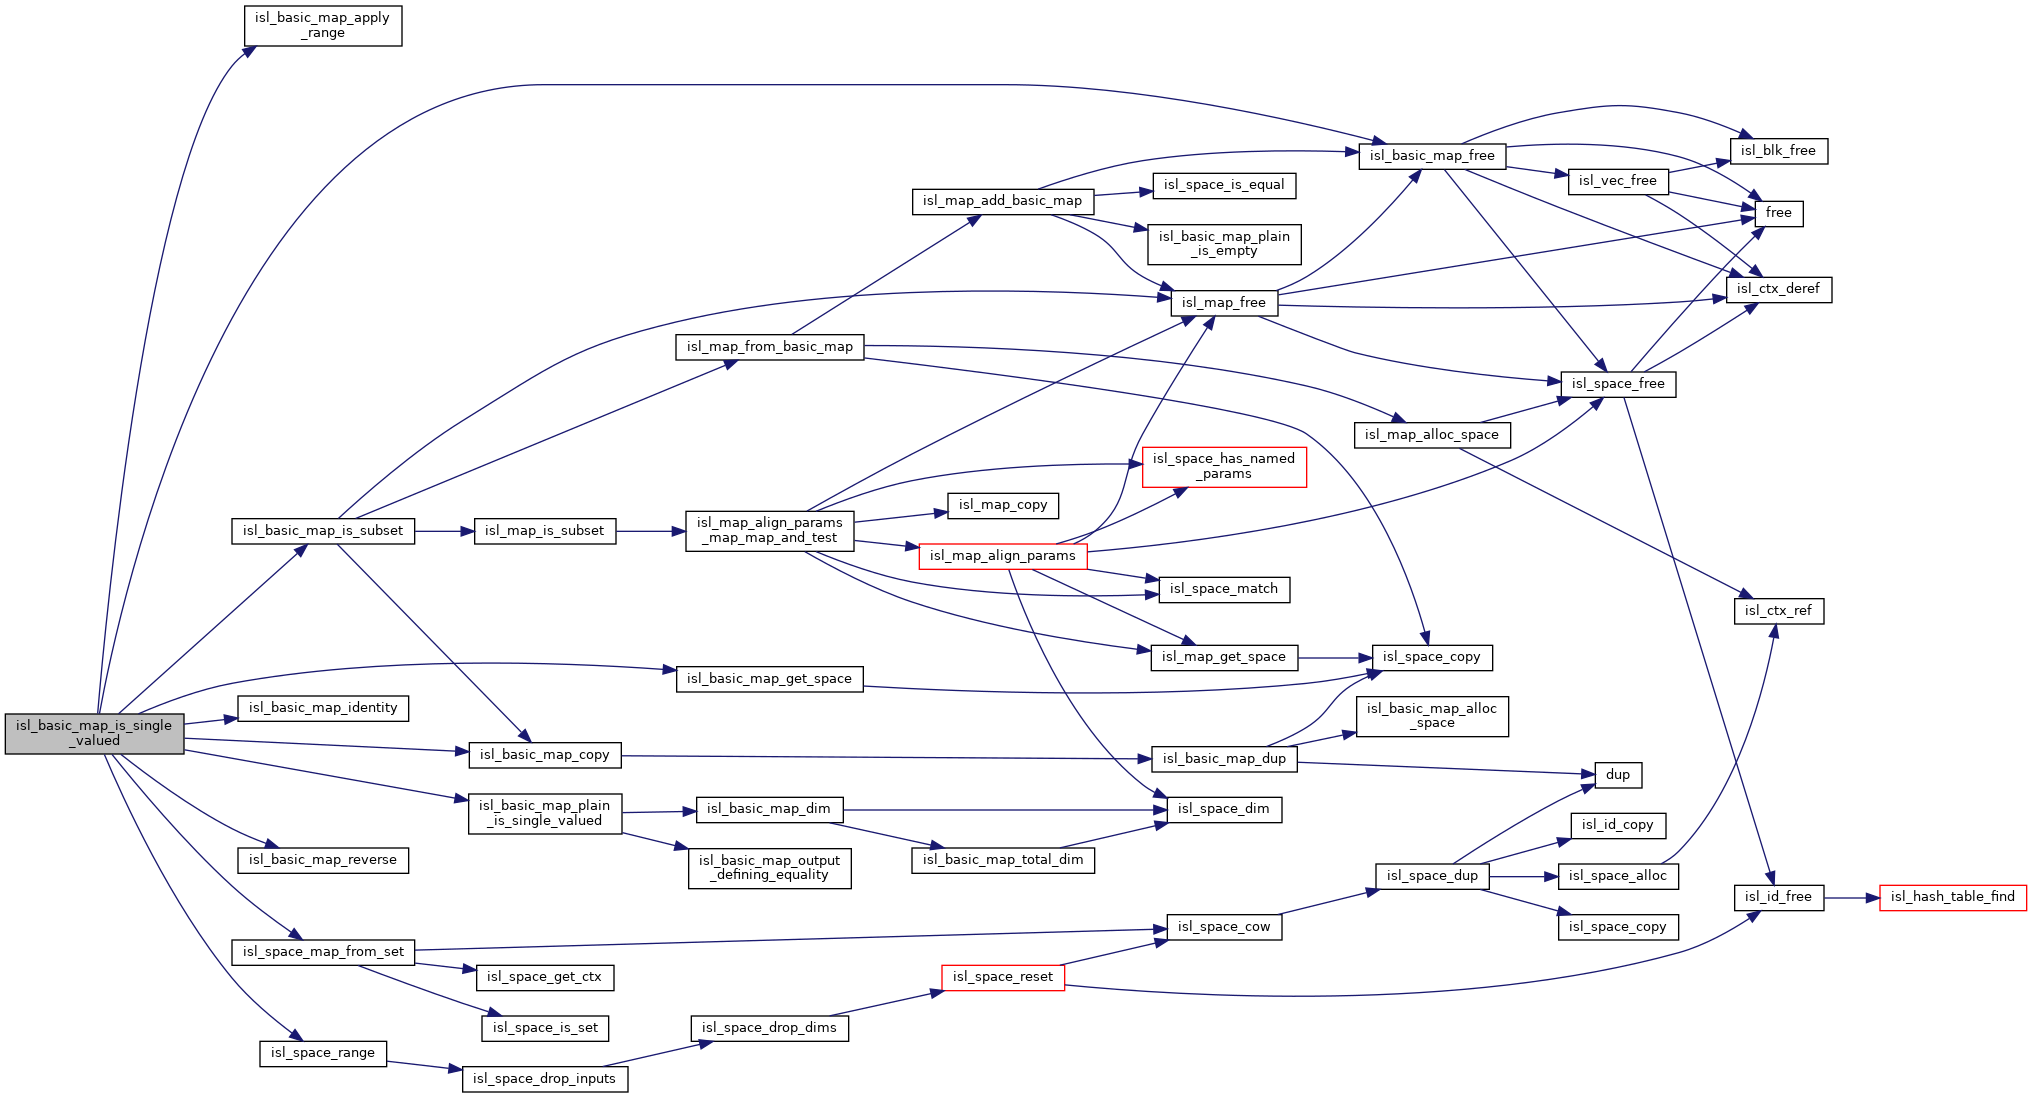 isl_basic_map_apply
_range
isl_basic_map_free
isl_blk_free
isl_vec_free
isl_space_is_equal
isl_map_add_basic_map
free
isl_basic_map_plain
_is_empty
isl_ctx_deref
isl_map_free
isl_map_from_basic_map
isl_space_free
isl_map_alloc_space
isl_space_has_named
_params
isl_map_copy
isl_basic_map_is_subset
isl_map_is_subset
isl_map_align_params
_map_map_and_test
isl_map_align_params
isl_space_match
isl_ctx_ref
isl_map_get_space
isl_space_copy
isl_basic_map_get_space
isl_basic_map_identity
isl_basic_map_alloc
_space
isl_basic_map_is_single
_valued
isl_basic_map_copy
isl_basic_map_dup
dup
isl_basic_map_plain
_is_single_valued
isl_basic_map_dim
isl_space_dim
isl_id_copy
isl_basic_map_reverse
isl_basic_map_output
_defining_equality
isl_basic_map_total_dim
isl_space_dup
isl_space_alloc
isl_id_free
isl_hash_table_find
isl_space_cow
isl_space_copy
isl_space_map_from_set
isl_space_get_ctx
isl_space_reset
isl_space_is_set
isl_space_drop_dims
isl_space_range
isl_space_drop_inputs